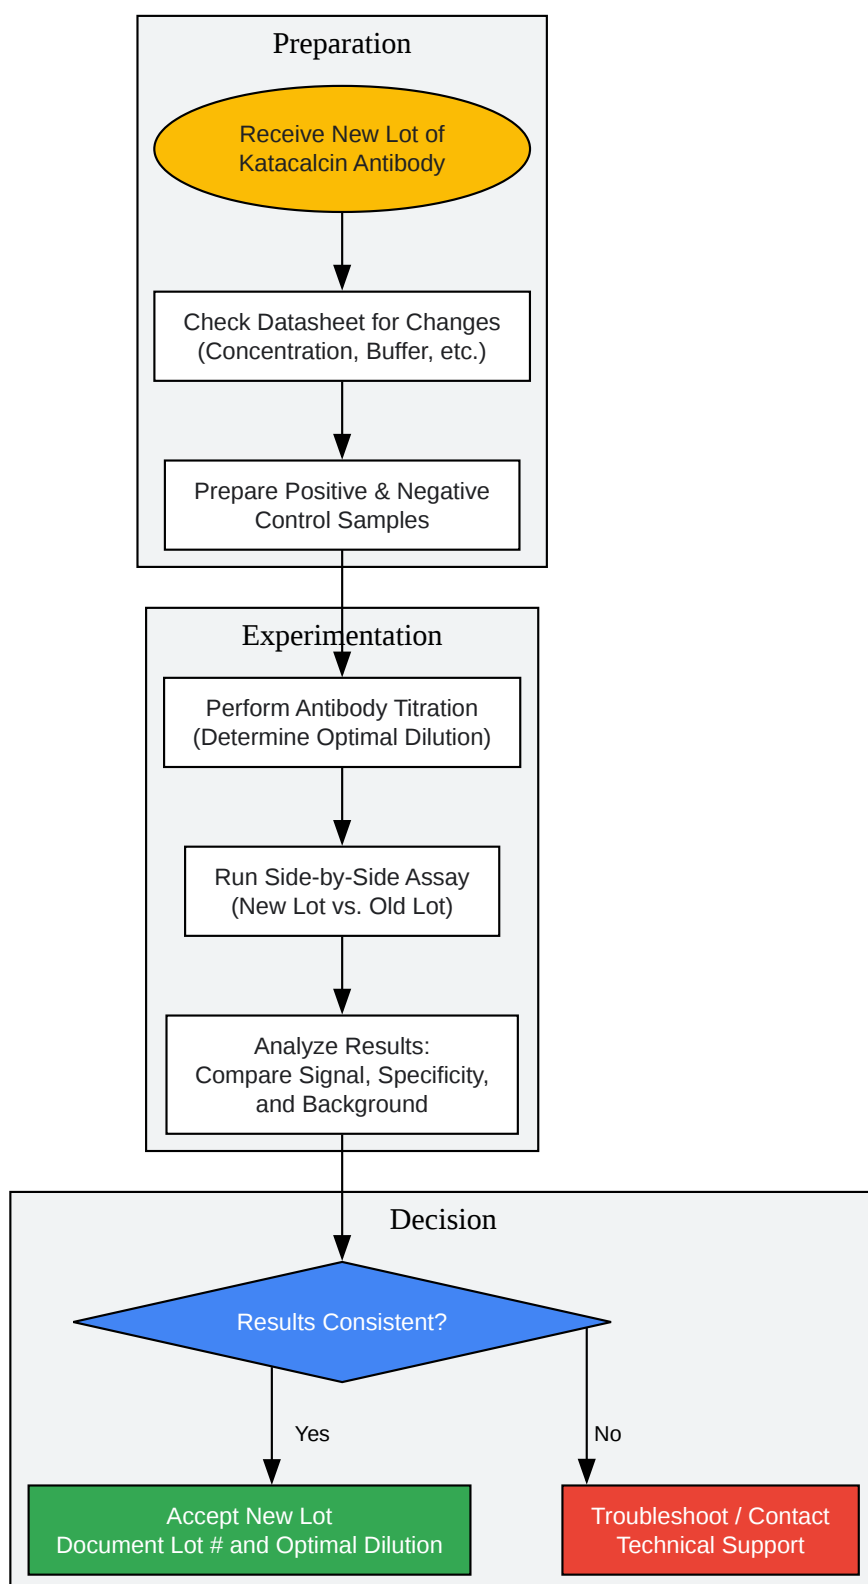 Preparation
Receive New Lot of
Katacalcin Antibody
Check Datasheet for Changes
(Concentration, Buffer, etc.)
Prepare Positive & Negative
Control Samples
Experimentation
Perform Antibody Titration
(Determine Optimal Dilution)
Run Side-by-Side Assay
(New Lot vs. Old Lot)
Analyze Results:
Compare Signal, Specificity,
and Background
Decision
Results Consistent?
Yes
No
Accept New Lot
Document Lot # and Optimal Dilution
Troubleshoot / Contact
Technical Support